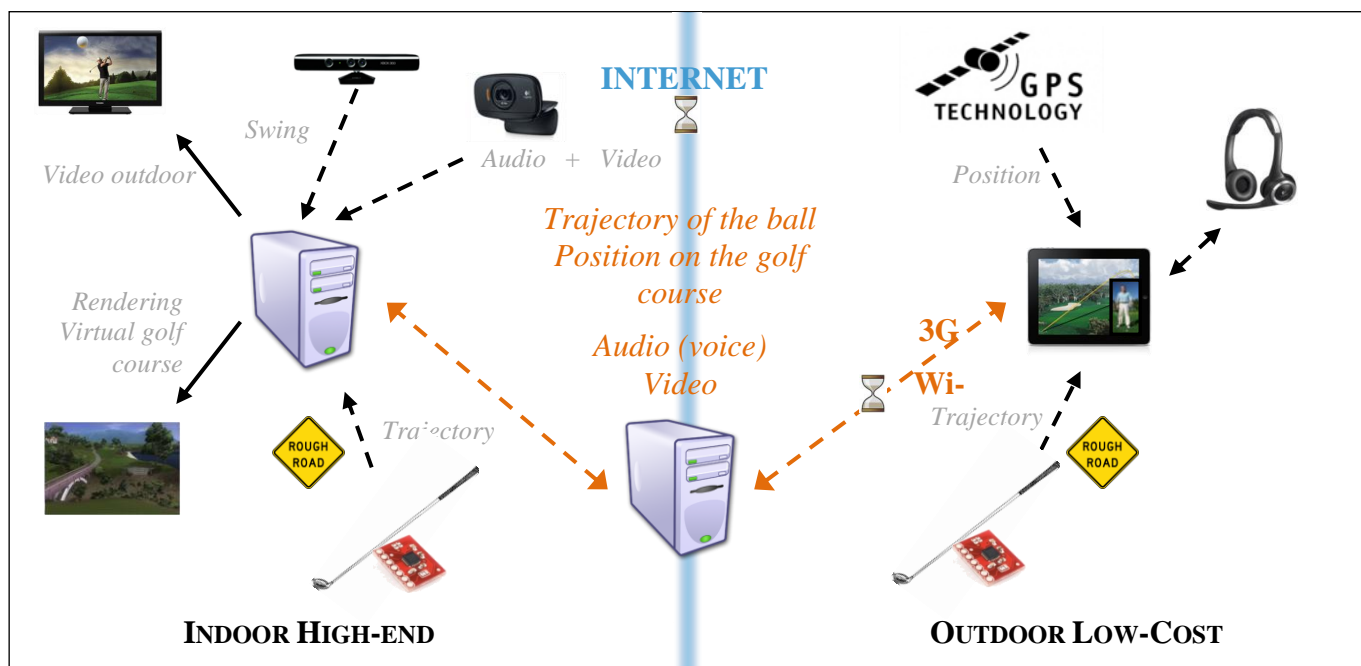 INTERNET
GPS
TECHNOLOGY
Swing
Audio + Video
Video outdoor
Position
Trajectory of the ball
Position on the golf
course
Rendering
Virtual golf
course
Audio (voice)
Video
3G
Wi-
Trajectory
ROUGH
ROAD
Trajectory
ROUGH
ROAD
INDOOR HIGH-END
OUTDOOR LOW-COST